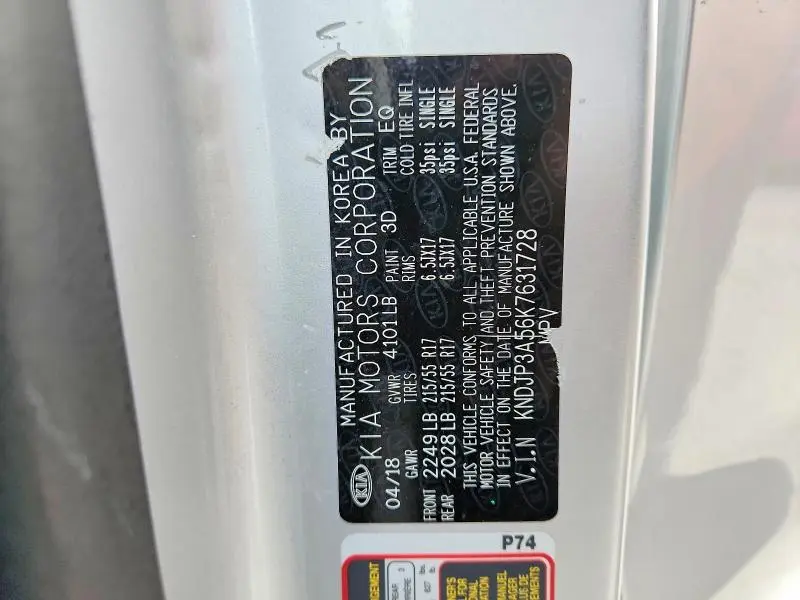 KIA
MANUFACTURED IN KOREA BY
KIA MOTORS CORPORATION
04/18 GVWR 4101LB PAINT 3D TRIM EQ
GAWR TIRES RIMS COLD TIRE INFL
FRONT 2249LB 215/55 R17 6.5JX17 35psi SINGLE
REAR 2028LB 215/55 R17 6.5JX17 35psi SINGLE
THIS VEHICLE CONFORMS TO ALL APPLICABLE U.S.A. FEDERAL
MOTOR VEHICLE SAFETY AND THEFT PREVENTION STANDARDS
IN EFFECT ON THE DATE OF MANUFACTURE SHOWN ABOVE.
V.I.N KNDJP3A56K7631728
MPV
P74